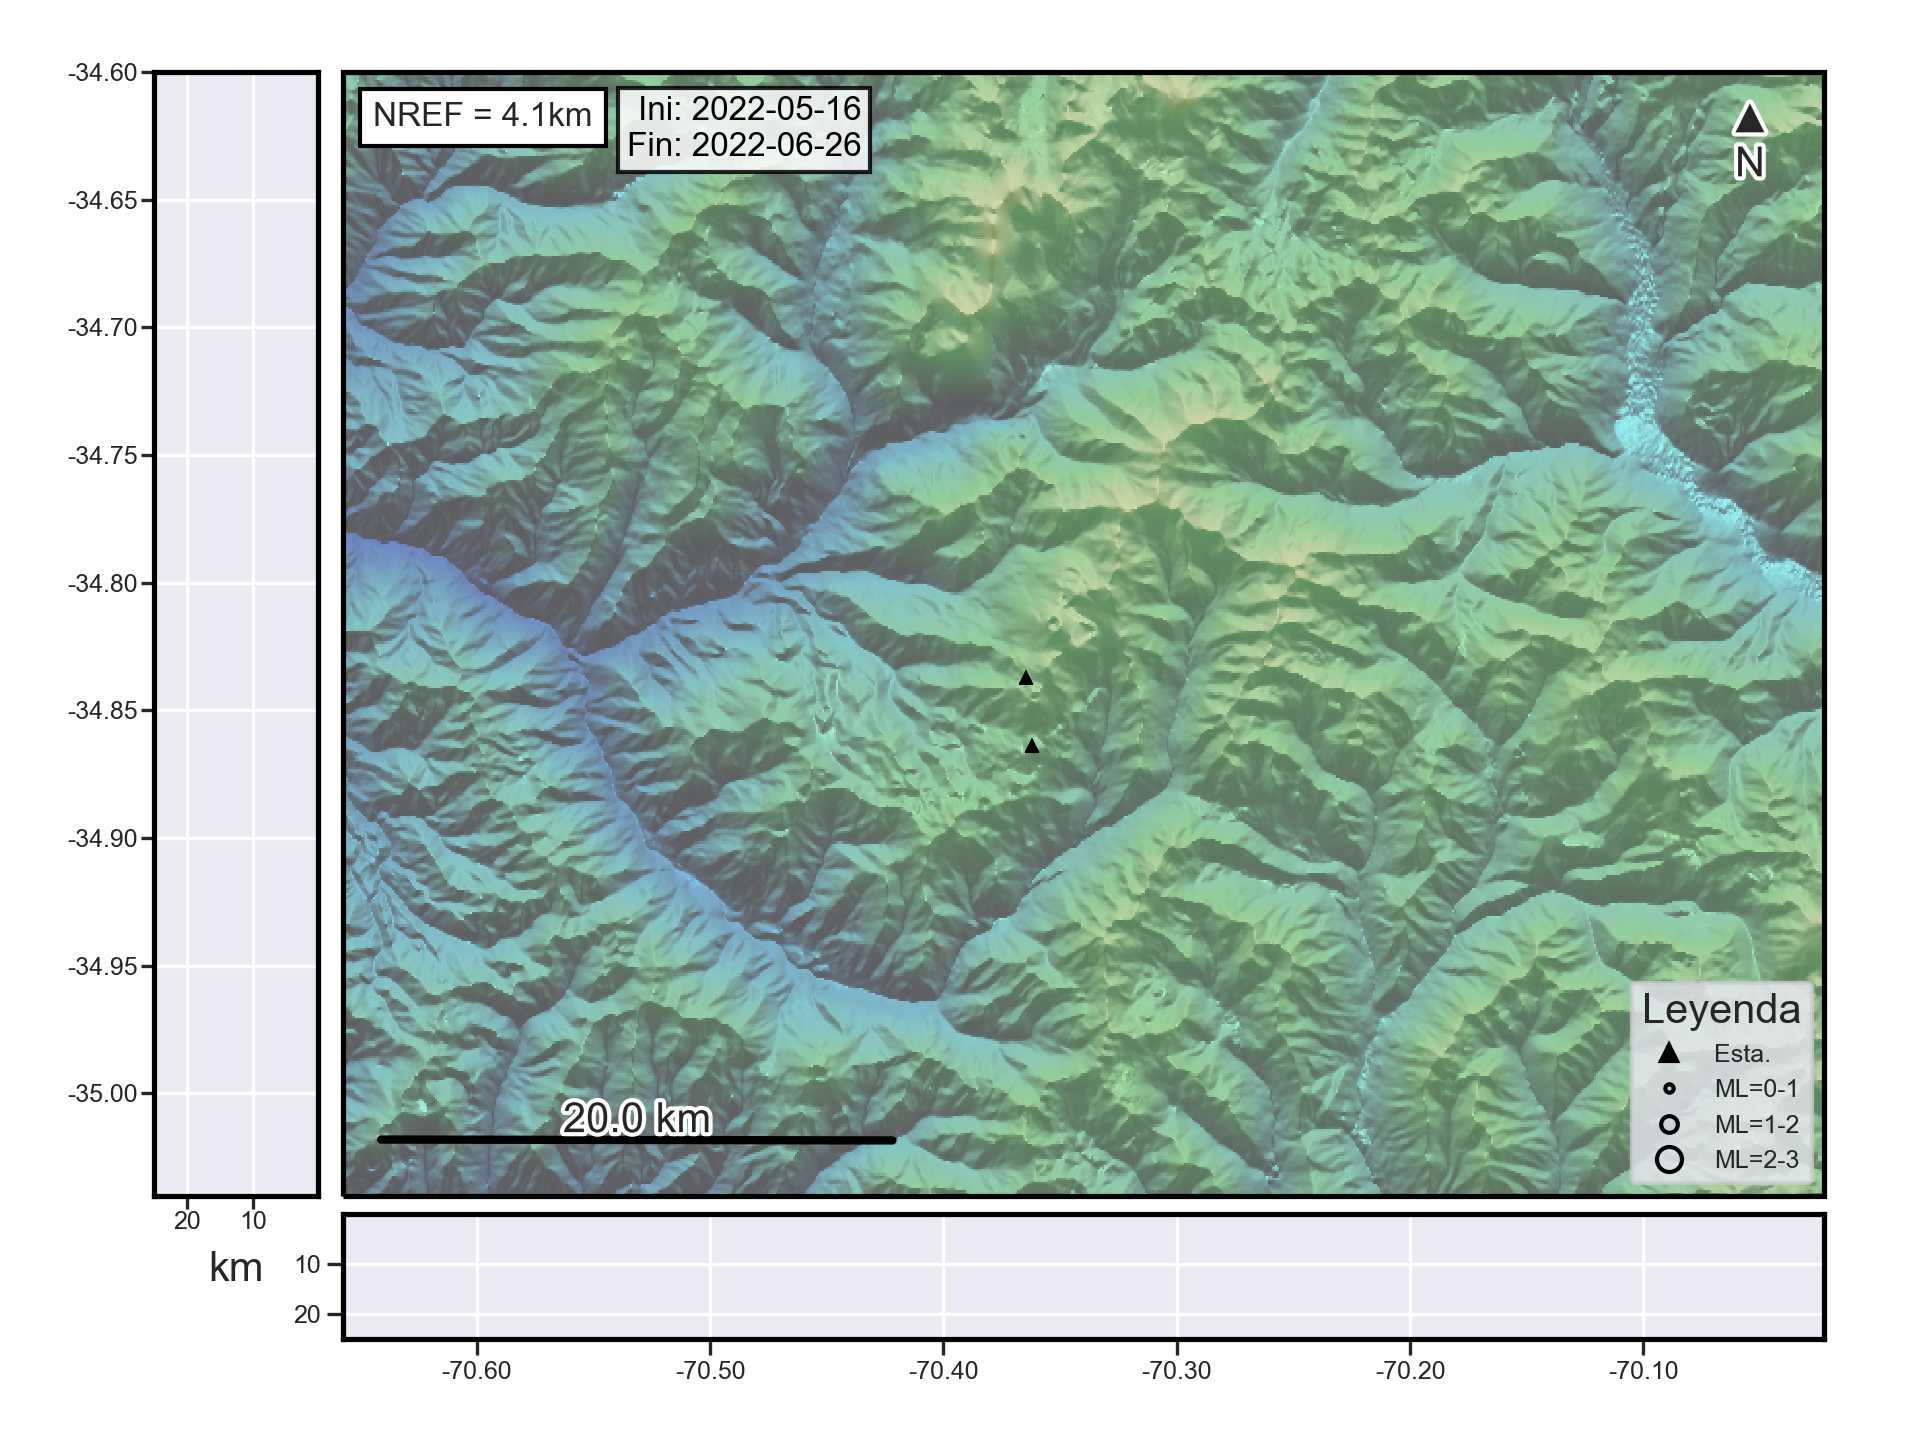 NREF = 4.1km
Ini: 2022-05-16
Fin: 2022-06-26
N
-34.60
-34.65
-34.70
-34.75
-34.80
-34.85
-34.90
-34.95
-35.00
20.0 km
Leyenda
Esta.
ML=0-1
ML=1-2
ML=2-3
20 10
km
10
20
-70.60 -70.50 -70.40 -70.30 -70.20 -70.10